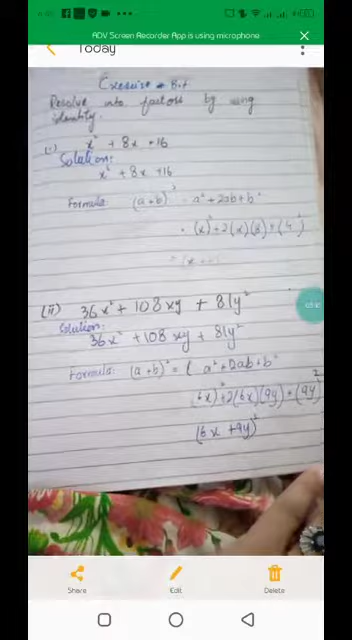 ADV Screen Recorder App is using microphone
Today
Exercise 8.1
Resolve into factors by using
identity.
(i) x² + 8x + 16
Solution:
x² + 8x + 16
Formula: (a+b)² = a² + 2ab + b²
= (x)² + 2(x)(8) + (4)²
(ii) 36x² + 108xy + 81y²
Solution:
36x² + 108xy + 81y²
Formula: (a+b)² = ( a² + 2ab + b²
(6x)² + 2(6x)(9y) + (9y)²
(6x + 9y)²
Share
Edit
Delete